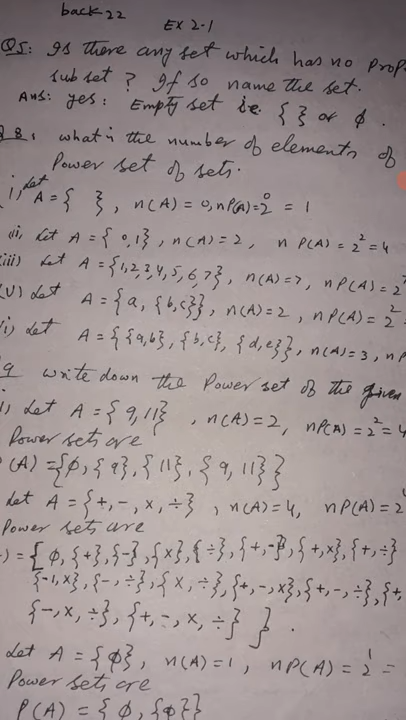 back 22
Ex 2.1
Q5: Is there any set which has no prop
sub set ? If so name the set.
Ans: yes : Empty set i.e. { } or ϕ .
8: what is the number of elements of
Power set of sets.
i, Let A = { } , n(A) = 0, nP(A) = 2⁰ = 1
ii, Let A = { 0,1} , n(A) = 2, n P(A) = 2² = 4
iii) Let A = {1,2,3,4,5,6,7}, n(A) = 7, n P(A) = 2⁷
(V) Let A = {a, {b,c}}, n(A) = 2 , n P(A) = 2²
i) Let A = { {a,b}, {b,c}, {d,e}}, n(A) = 3, nP
9 write down the Power set of the given
i) Let A = { 9, 11} , n(A) = 2, nP(A) = 2² = 4
Power sets are
P(A) = {ϕ, { 9}, { 11}, { 9, 11}}
Let A = {+, -, ×, ÷} , n(A) = 4, n P(A) = 2
Power sets are
) = { ϕ, {+}, {-}, {×}, {÷}, {+,-}, {+,×}, {+,÷}
{-1,×}, {-, ÷}, {×, ÷}, {+, -, ×}, {+, -, ÷}, {+,
{-, ×, ÷}, {+, -, ×, ÷} } .
Let A = {ϕ} , n(A) = 1 , n P(A) = 2¹ =
Power sets are
P(A) = { ϕ, {ϕ}}